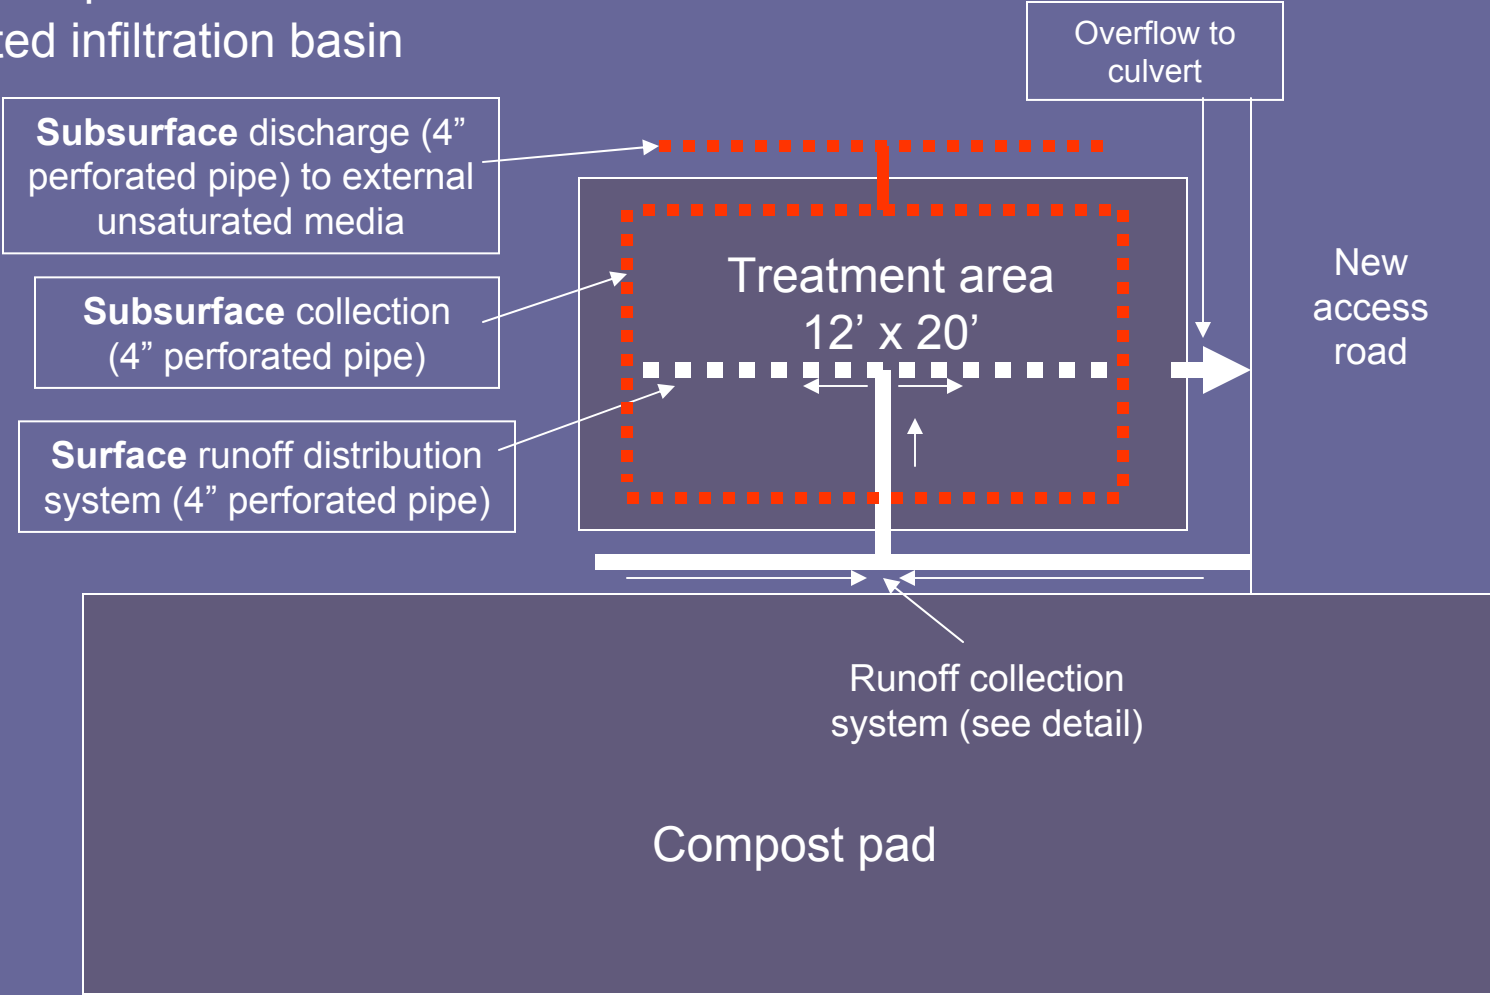 infiltration basin
Overflow to
culvert
Subsurface discharge (4”
perforated pipe) to external
unsaturated media
Subsurface collection
(4” perforated pipe)
Surface runoff distribution
system (4” perforated pipe)
Treatment area
12’ x 20’
New
access
road
Runoff collection
system (see detail)
Compost pad